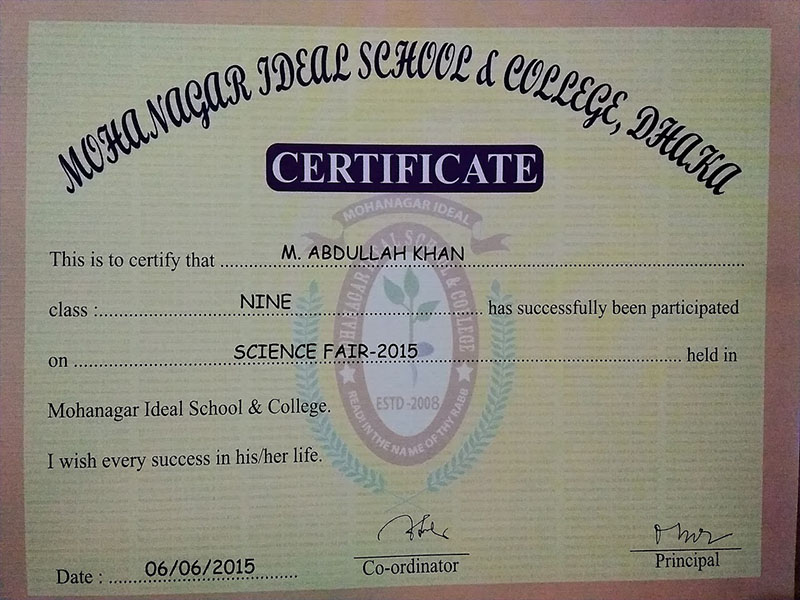 MOHANAGAR IDEAL SCHOOL & COLLEGE, DHAKA
CERTIFICATE
MOHANAGAR IDEAL
This is to certify that ........ M. ABDULLAH KHAN ........
class :........ NINE ........ has successfully been participated
on ........ SCIENCE FAIR-2015 ........ held in
ESTD-2008
READ! IN THE NAME OF THY RABB
Mohanagar Ideal School & College.
I wish every success in his/her life.
Date : ........ 06/06/2015 ........
Co-ordinator
Principal